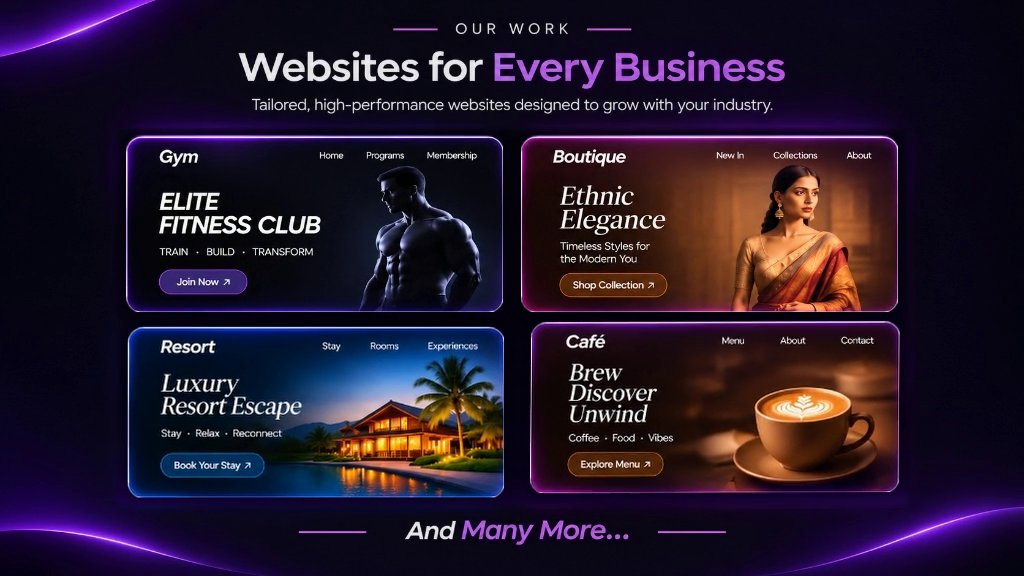 OUR WORK
Websites for Every Business
Tailored, high-performance websites designed to grow with your industry.
Gym
Home Programs Membership
ELITE
FITNESS CLUB
TRAIN · BUILD · TRANSFORM
Join Now ↗
Boutique
New In Collections About
Ethnic
Elegance
Timeless Styles for
the Modern You
Shop Collection ↗
Resort
Stay Rooms Experiences
Luxury
Resort Escape
Stay · Relax · Reconnect
Book Your Stay ↗
Café
Menu About Contact
Brew
Discover
Unwind
Coffee · Food · Vibes
Explore Menu ↗
And Many More...